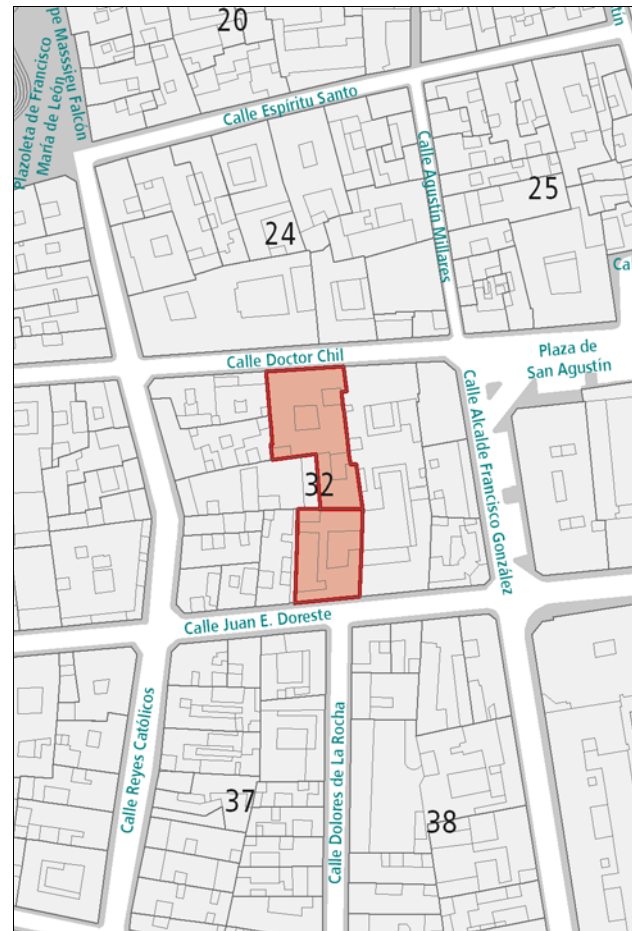 20
Plazoleta de Francisco
María de León
pe Masssieu Falcón
tín
Calle Espíritu Santo
Calle Agustín Millares
25
24
Ca
Calle Doctor Chil
Plaza de
San Agustín
Calle Alcalde Francisco González
32
Calle Juan E. Doreste
Calle Reyes Católicos
Calle Dolores de La Rocha
37
38